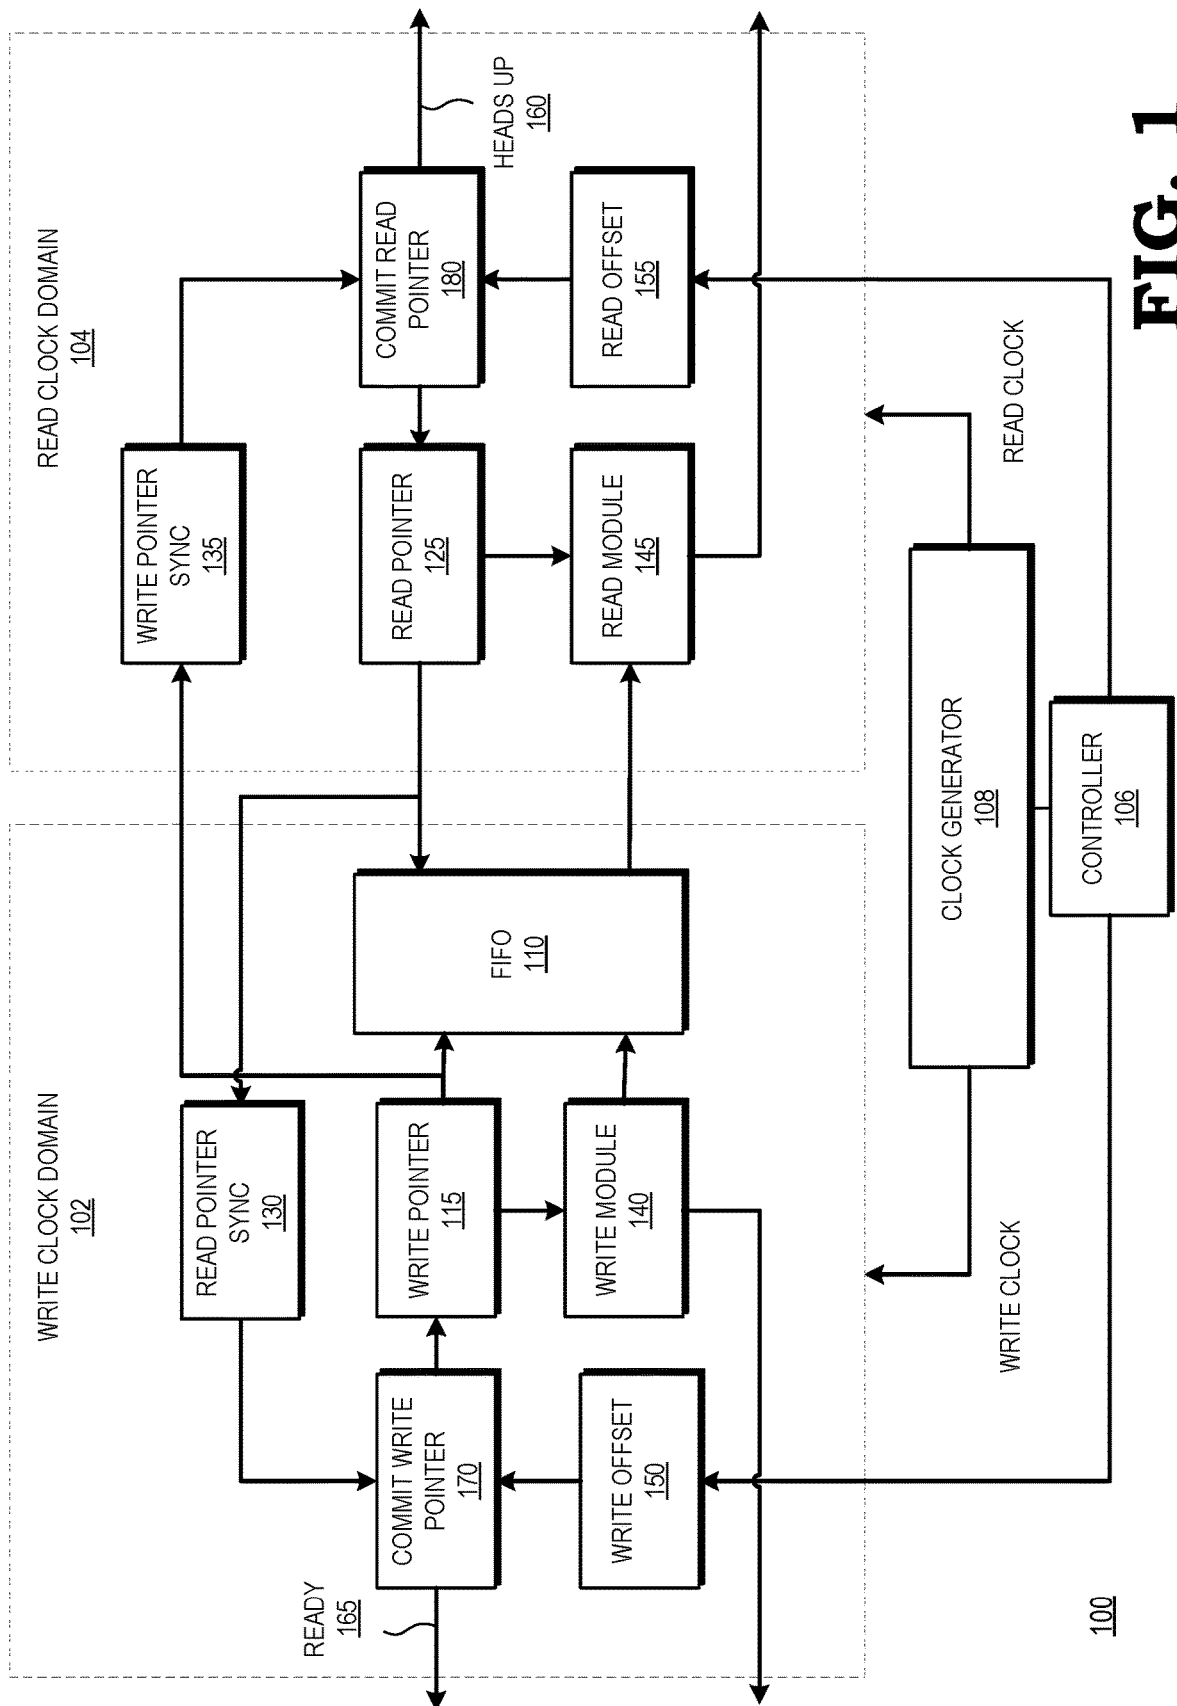 WRITE CLOCK DOMAIN
102
READ CLOCK DOMAIN
104
READ POINTER
SYNC
130
WRITE POINTER
SYNC
135
READY
165
COMMIT WRITE
POINTER
170
WRITE POINTER
115
FIFO
110
READ POINTER
125
COMMIT READ
POINTER
180
HEADS UP
160
WRITE OFFSET
150
WRITE MODULE
140
READ MODULE
145
READ OFFSET
155
WRITE CLOCK
CLOCK GENERATOR
108
READ CLOCK
CONTROLLER
106
100
FIG. 1